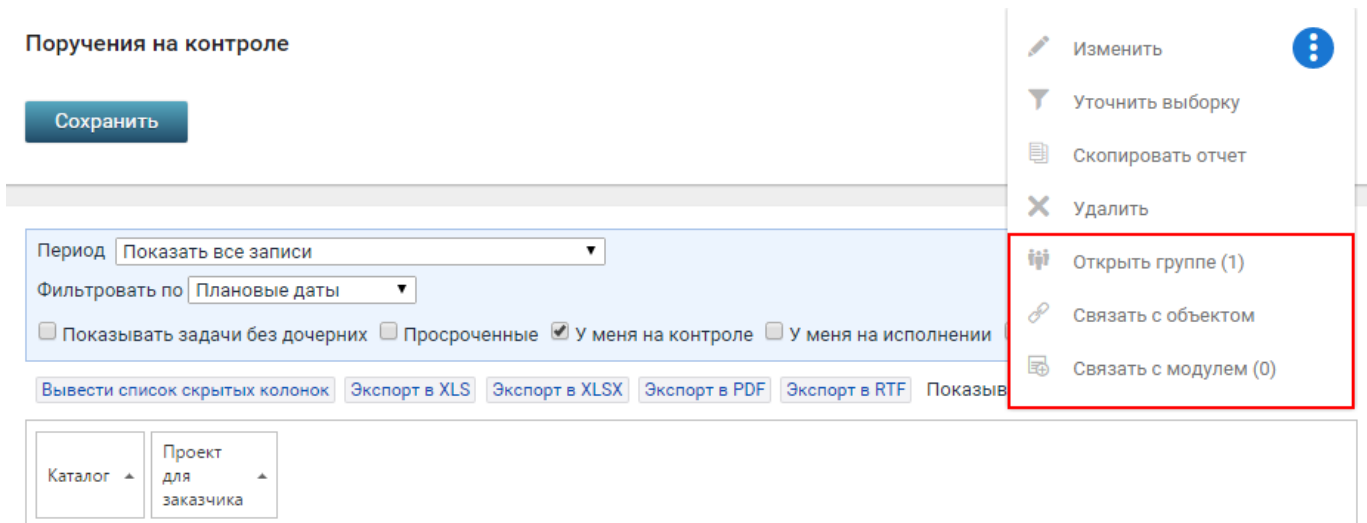 Поручения на контроле
Сохранить
Изменить
Уточнить выборку
Скопировать отчет
Удалить
Открыть группе (1)
Связать с объектом
Связать с модулем (0)
Период Показать все записи
Фильтровать по Плановые даты
Показывать задачи без дочерних Просроченные У меня на контроле У меня на исполнении
Вывести список скрытых колонок Экспорт в XLS Экспорт в XLSX Экспорт в PDF Экспорт в RTF Показыв
Каталог
Проект
для
заказчика